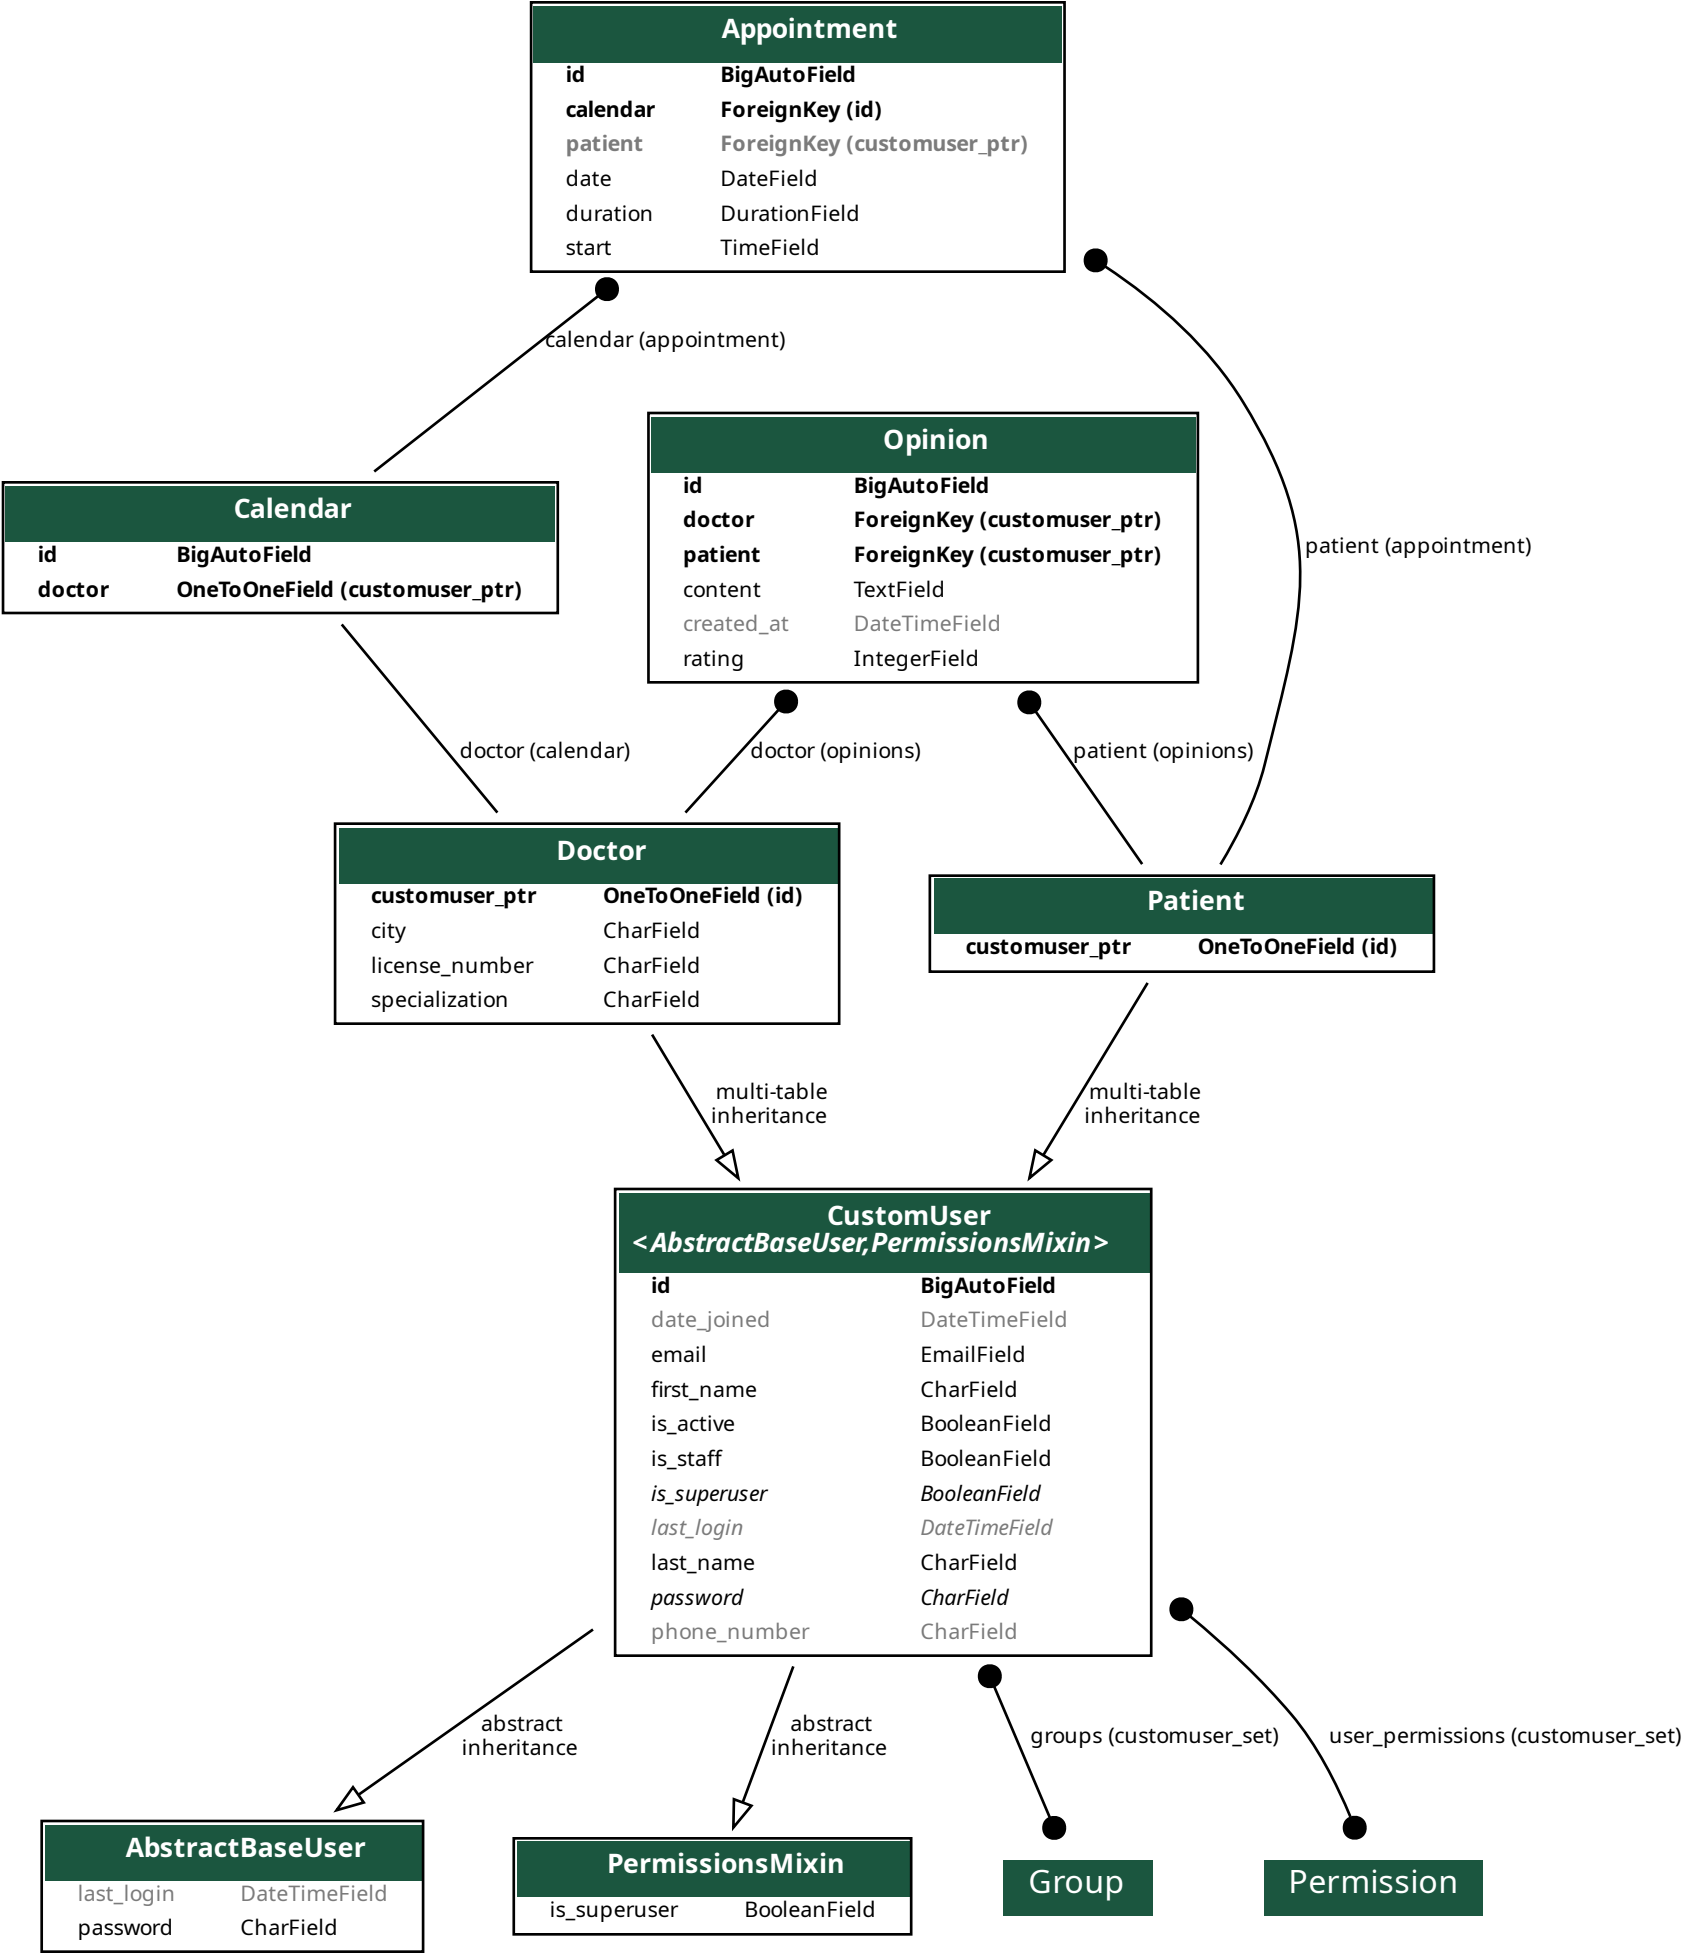 Appointment
id BigAutoField
calendar ForeignKey (id)
patient ForeignKey (customuser_ptr)
date DateField
duration DurationField
start TimeField
calendar (appointment)
Opinion
id BigAutoField
doctor ForeignKey (customuser_ptr)
patient ForeignKey (customuser_ptr)
content TextField
created_at DateTimeField
rating IntegerField
Calendar
id BigAutoField
doctor OneToOneField (customuser_ptr)
patient (appointment)
doctor (calendar)
doctor (opinions)
patient (opinions)
Doctor
customuser_ptr OneToOneField (id)
city CharField
license_number CharField
specialization CharField
Patient
customuser_ptr OneToOneField (id)
multi-table
inheritance
multi-table
inheritance
CustomUser
<AbstractBaseUser,PermissionsMixin>
id BigAutoField
date_joined DateTimeField
email EmailField
first_name CharField
is_active BooleanField
is_staff BooleanField
is_superuser BooleanField
last_login DateTimeField
last_name CharField
password CharField
phone_number CharField
abstract
inheritance
abstract
inheritance
groups (customuser_set)
user_permissions (customuser_set)
AbstractBaseUser
last_login DateTimeField
password CharField
PermissionsMixin
is_superuser BooleanField
Group
Permission